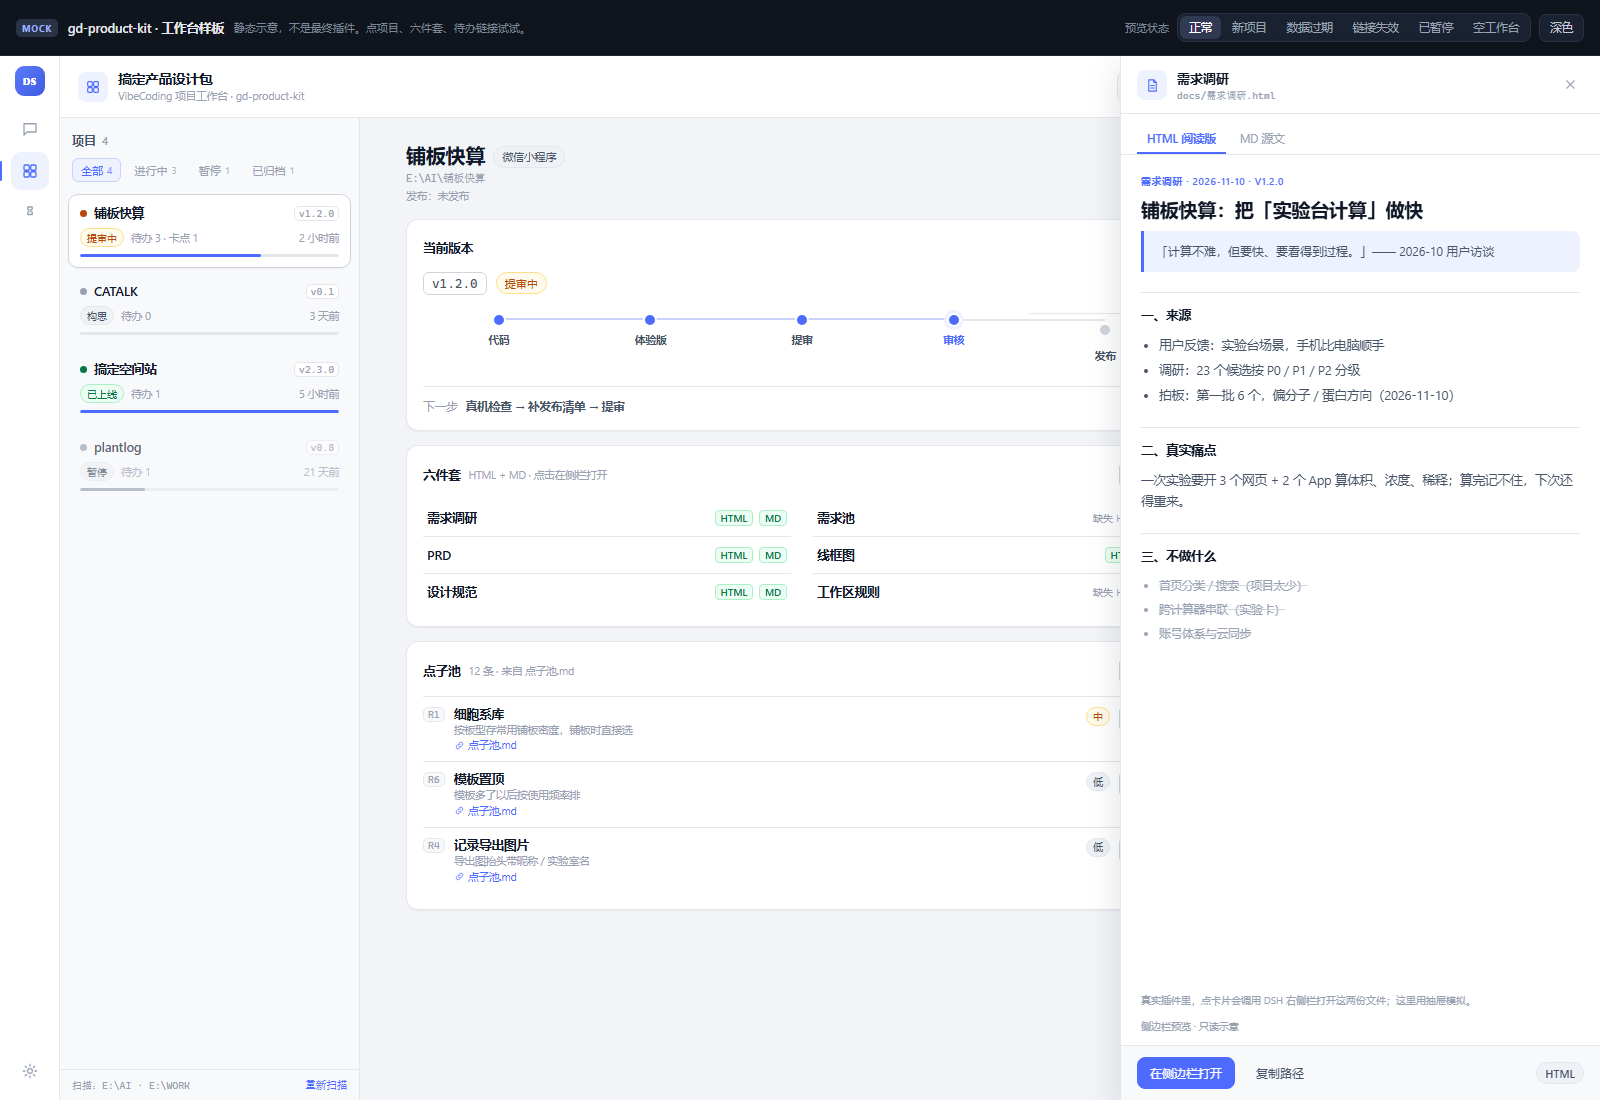 MOCK gd-product-kit · 工作台样板 静态示意，不是最终插件。点项目、六件套、待办链接试试。 预览状态 正常 新项目 数据过期 链接失效 已暂停 空工作台 深色
DS
搞定产品设计包
VibeCoding 项目工作台 · gd-product-kit
项目 4
全部 4 进行中 3 暂停 1 已归档 1
铺板快算 v1.2.0
提审中 待办 3 · 卡点 1 2 小时前
CATALK v0.1
构思 待办 0 3 天前
搞定空间站 v2.3.0
已上线 待办 1 5 小时前
plantlog v0.8
暂停 待办 1 21 天前
扫描：E:\AI · E:\WORK 重新扫描
铺板快算 微信小程序
E:\AI\铺板快算
发布：未发布
当前版本
v1.2.0 提审中
代码 体验版 提审 审核 发布
下一步 真机检查 → 补发布清单 → 提审
六件套 HTML + MD · 点击在侧栏打开
需求调研 HTML MD 需求池 缺失
PRD HTML MD 线框图
设计规范 HTML MD 工作区规则 缺失
点子池 12 条 · 来自 点子池.md
R1 细胞系库 中
按板型存常用铺板密度，铺板时直接选
点子池.md
R6 模板置顶 低
模板多了以后按使用频率排
点子池.md
R4 记录导出图片 低
导出图抬头带昵称 / 实验室名
点子池.md
需求调研
docs/需求调研.html
HTML 阅读版 MD 源文
需求调研 · 2026-11-10 · V1.2.0
铺板快算：把「实验台计算」做快
「计算不难，但要快、要看得到过程。」—— 2026-10 用户访谈
一、来源
• 用户反馈：实验台场景，手机比电脑顺手
• 调研：23 个候选按 P0 / P1 / P2 分级
• 拍板：第一批 6 个，偏分子 / 蛋白方向（2026-11-10）
二、真实痛点
一次实验要开 3 个网页 + 2 个 App 算体积、浓度、稀释；算完记不住，下次还
得重来。
三、不做什么
• 首页分类 / 搜索（项目太少）
• 跨计算器串联（实验卡）
• 账号体系与云同步
真实插件里，点卡片会调用 DSH 右侧栏打开这两份文件；这里用抽屉模拟。
侧边栏预览 · 只读示意
在侧边栏打开 复制路径 HTML